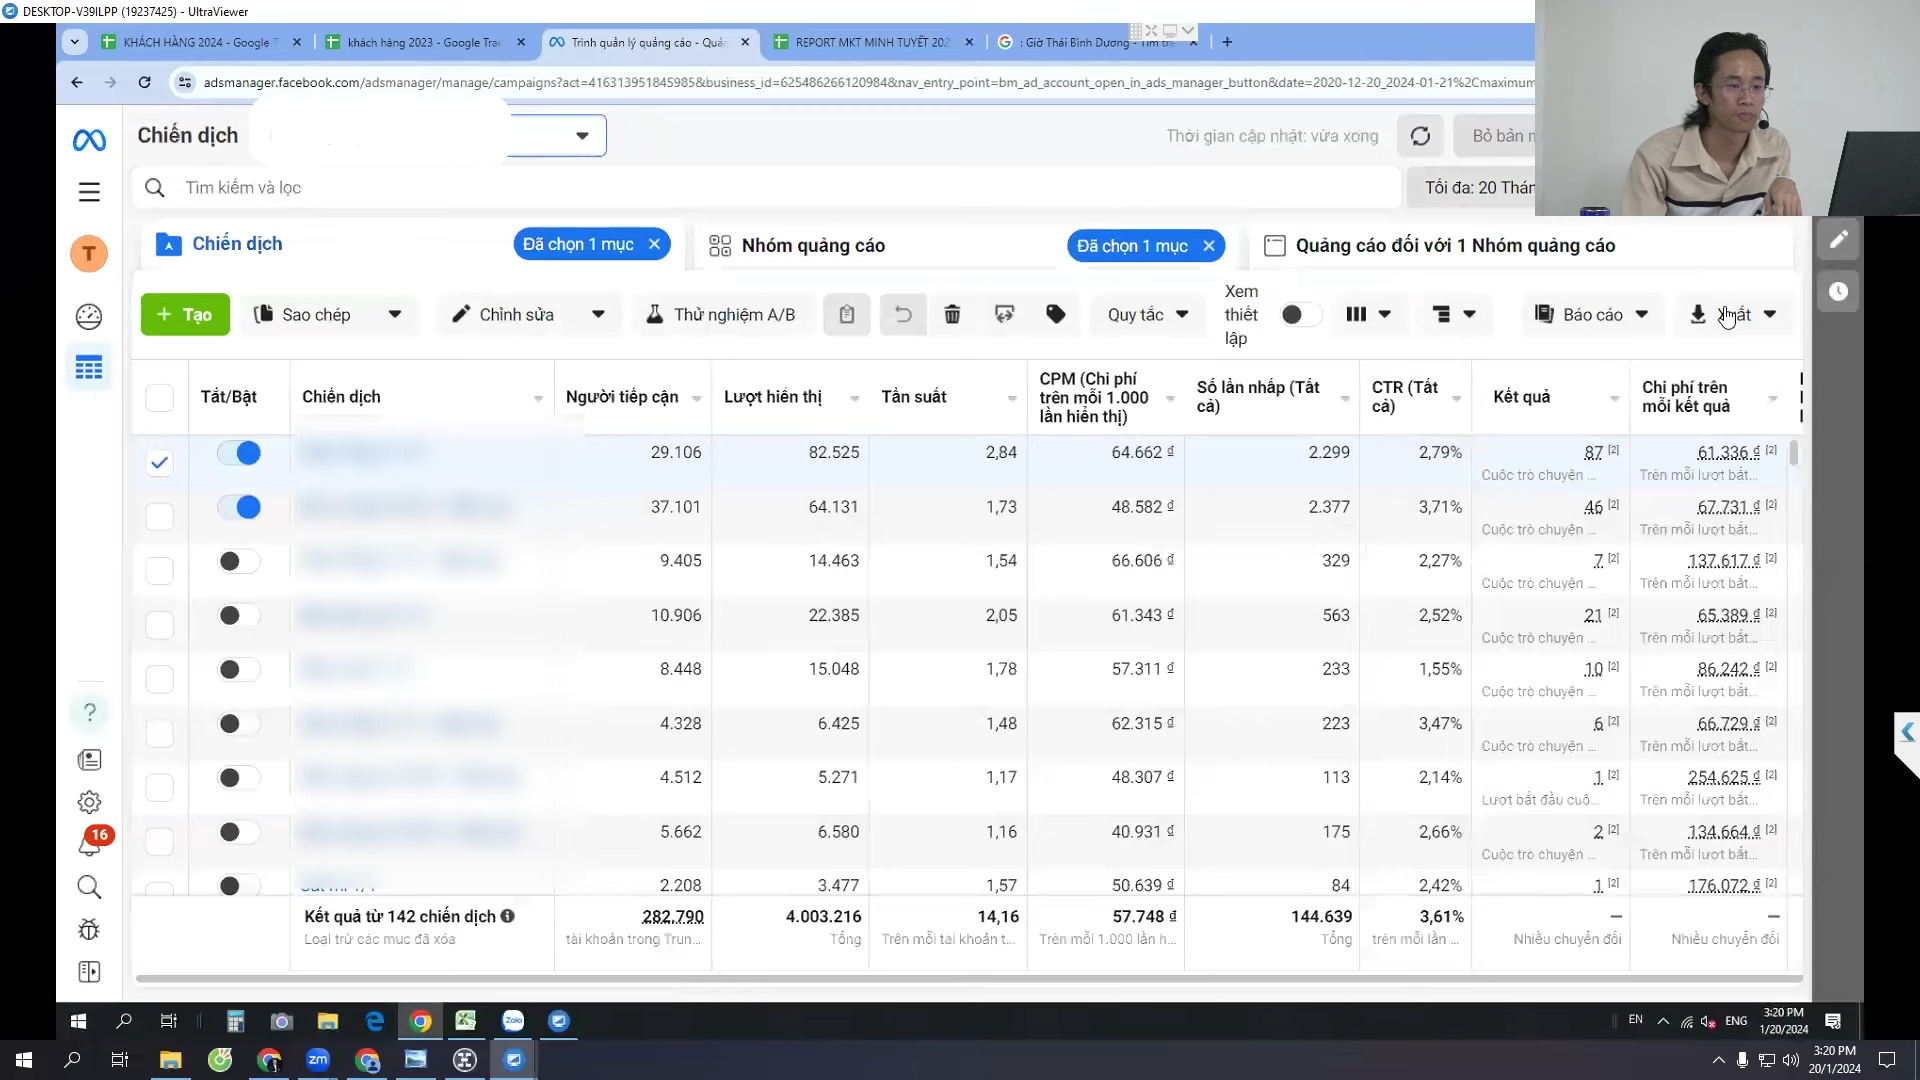 DESKTOP-V39ILPP (19237425) - UltraViewer
KHÁCH HÀNG 2024 - Google T
khách hàng 2023 - Google Tra
Trình quản lý quảng cáo - Quả
REPORT MKT MINH TUYẾT 202
: Giờ Thái Bình Dương - Tìm trê
adsmanager.facebook.com/adsmanager/manage/campaigns?act=416313951845985&business_id=625486266120984&nav_entry_point=bm_ad_account_open_in_ads_manager_button&date=2020-12-20_2024-01-21%2Cmaximum
Chiến dịch
Thời gian cập nhật: vừa xong
Bỏ bản n
Tìm kiếm và lọc
Tối đa: 20 Thán
Chiến dịch
Đã chọn 1 mục
Nhóm quảng cáo
Đã chọn 1 mục
Quảng cáo đối với 1 Nhóm quảng cáo
T
+ Tạo
Sao chép
Chỉnh sửa
Thử nghiệm A/B
Quy tắc
Xem thiết lập
Báo cáo
Xuất
Tắt/Bật
Chiến dịch
Người tiếp cận
Lượt hiển thị
Tần suất
CPM (Chi phí trên mỗi 1.000 lần hiển thị)
Số lần nhấp (Tất cả)
CTR (Tất cả)
Kết quả
Chi phí trên mỗi kết quả
29.106 82.525 2,84 64.662 ₫ 2.299 2,79% 87 [2] 61.336 ₫ [2]
Cuộc trò chuyện ... Trên mỗi lượt bắt...
37.101 64.131 1,73 48.582 ₫ 2.377 3,71% 46 [2] 67.731 ₫ [2]
Cuộc trò chuyện ... Trên mỗi lượt bắt...
9.405 14.463 1,54 66.606 ₫ 329 2,27% 7 [2] 137.617 ₫ [2]
Cuộc trò chuyện ... Trên mỗi lượt bắt...
10.906 22.385 2,05 61.343 ₫ 563 2,52% 21 [2] 65.389 ₫ [2]
Cuộc trò chuyện ... Trên mỗi lượt bắt...
8.448 15.048 1,78 57.311 ₫ 233 1,55% 10 [2] 86.242 ₫ [2]
Cuộc trò chuyện ... Trên mỗi lượt bắt...
4.328 6.425 1,48 62.315 ₫ 223 3,47% 6 [2] 66.729 ₫ [2]
Cuộc trò chuyện ... Trên mỗi lượt bắt...
4.512 5.271 1,17 48.307 ₫ 113 2,14% 1 [2] 254.625 ₫ [2]
Lượt bắt đầu cuộ... Trên mỗi lượt bắt...
5.662 6.580 1,16 40.931 ₫ 175 2,66% 2 [2] 134.664 ₫ [2]
Cuộc trò chuyện ... Trên mỗi lượt bắt...
2.208 3.477 1,57 50.639 ₫ 84 2,42% 1 [2] 176.072 ₫ [2]
Kết quả từ 142 chiến dịch 282.790 4.003.216 14,16 57.748 ₫ 144.639 3,61% — —
Loại trừ các mục đã xóa tài khoản trong Trun... Tổng Trên mỗi tài khoản t... Trên mỗi 1.000 lần h... Tổng trên mỗi lần ... Nhiều chuyển đổi Nhiều chuyển đổi
16
EN
ENG
3:20 PM
1/20/2024
3:20 PM
20/1/2024